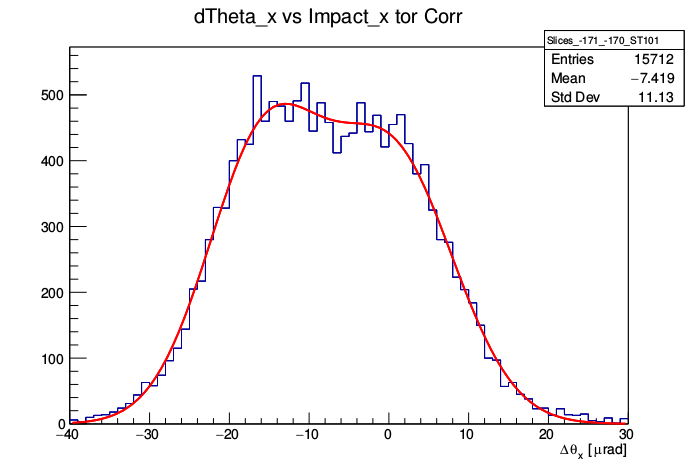 dTheta_x vs Impact_x tor Corr
Slices_-171_-170_ST101
Entries 15712
Mean −7.419
Std Dev 11.13
500
400
300
200
100
0
−40 −30 −20 −10 0 10 20 30
Δθx [μrad]